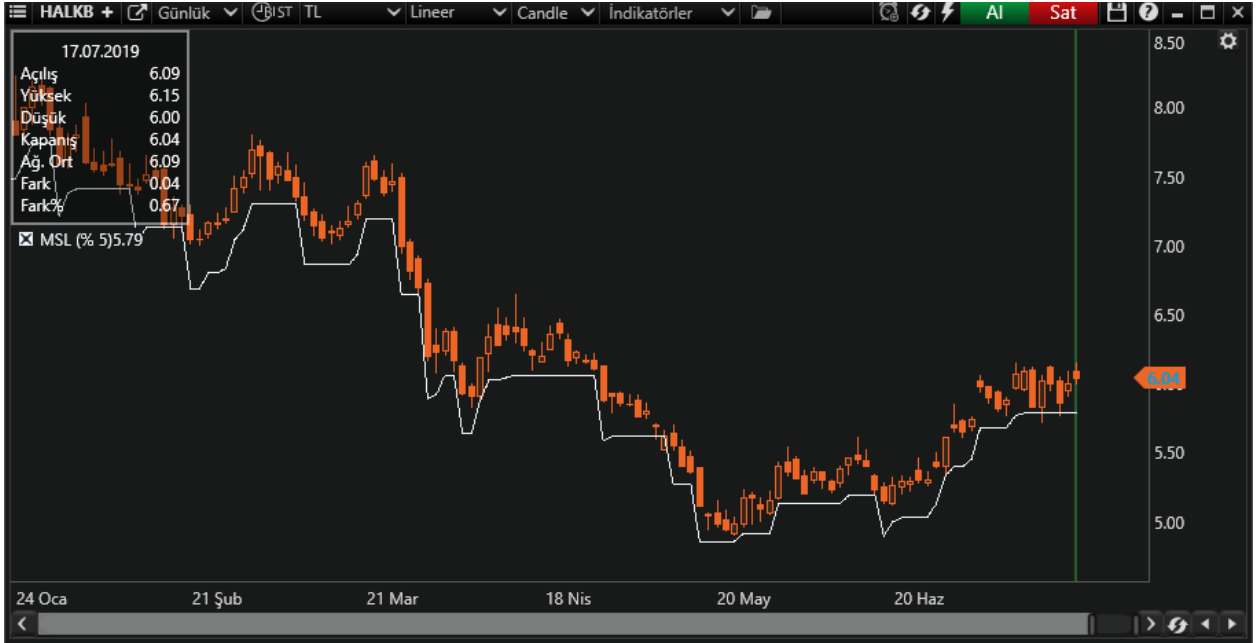 HALKB + Günlük BIST TL Lineer Candle İndikatörler Al Sat
17.07.2019
Açılış 6.09
Yüksek 6.15
Düşük 6.00
Kapanış 6.04
Ağ. Ort 6.09
Fark 0.04
Fark% 0.67
MSL (% 5)5.79
8.50
8.00
7.50
7.00
6.50
6.04
5.50
5.00
24 Oca 21 Şub 21 Mar 18 Nis 20 May 20 Haz